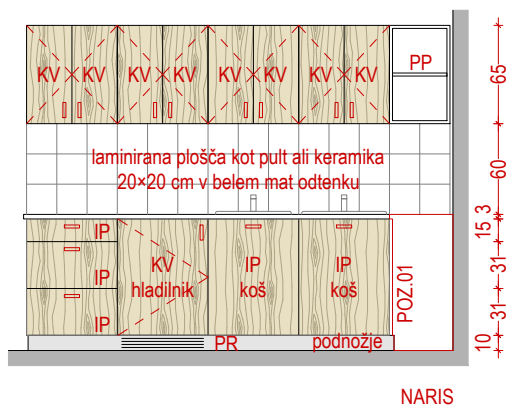 KV KV KV KV KV KV KV KV PP
65
laminirana plošča kot pult ali keramika
20×20 cm v belem mat odtenku
60
3
15
IP KV IP IP
hladilnik koš koš
IP
31
IP
31
POZ.01
PR podnožje
10
NARIS